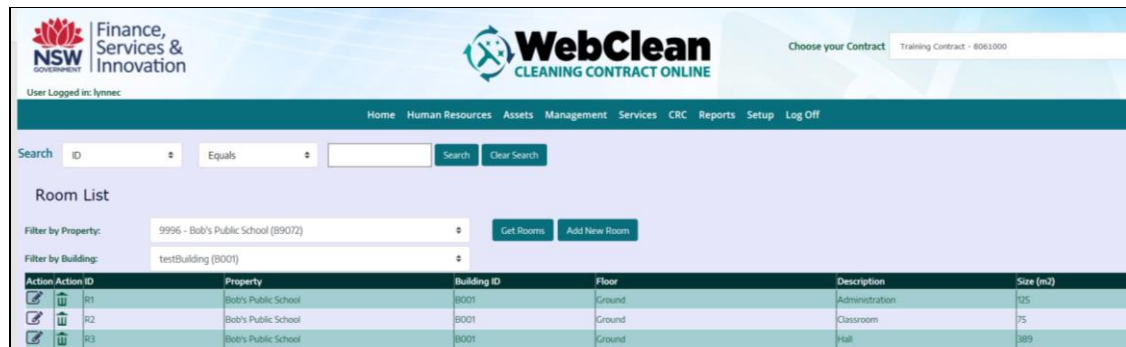 Finance,
Services &
Innovation
NSW
GOVERNMENT
WebClean
CLEANING CONTRACT ONLINE
Choose your Contract Training Contract - 8061000
User Logged in: lynnec
Home Human Resources Assets Management Services CRC Reports Setup Log Off
Search ID Equals Search Clear Search
Room List
Filter by Property: 9996 - Bob's Public School (B9072) Get Rooms Add New Room
Filter by Building: testBuilding (B001)
Action Action ID Property Building ID Floor Description Size (m2)
R1 Bob's Public School B001 Ground Administration 125
R2 Bob's Public School B001 Ground Classroom 75
R3 Bob's Public School B001 Ground Hall 389